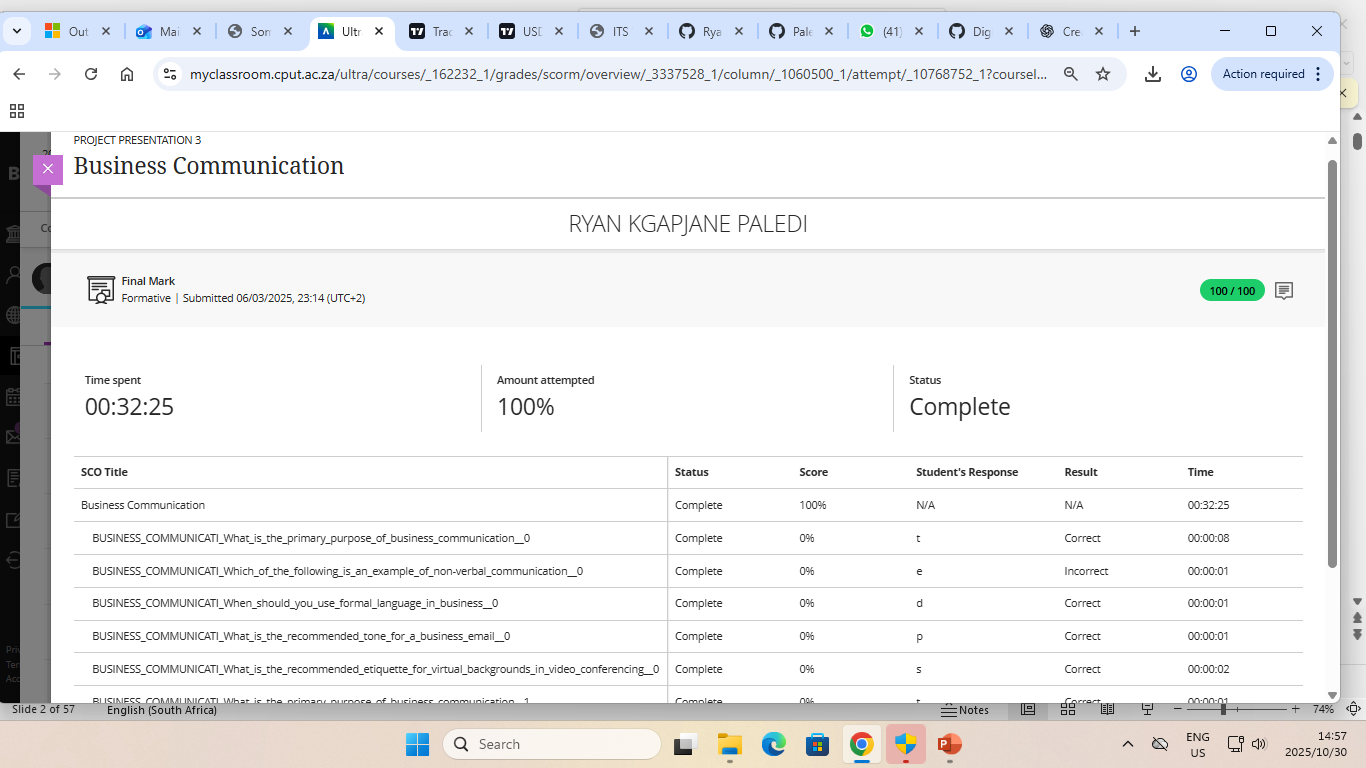 Out
Mai
Son
Ultr
Trac
USD
ITS
Rya
Pale
(41)
Dig
Cre
myclassroom.cput.ac.za/ultra/courses/_162232_1/grades/scorm/overview/_3337528_1/column/_1060500_1/attempt/_10768752_1?coursel...
Action required
PROJECT PRESENTATION 3
Business Communication
RYAN KGAPJANE PALEDI
Final Mark
Formative | Submitted 06/03/2025, 23:14 (UTC+2)
100 / 100
Time spent
00:32:25
Amount attempted
100%
Status
Complete
SCO Title Status Score Student's Response Result Time
Business Communication Complete 100% N/A N/A 00:32:25
BUSINESS_COMMUNICATI_What_is_the_primary_purpose_of_business_communication__0 Complete 0% t Correct 00:00:08
BUSINESS_COMMUNICATI_Which_of_the_following_is_an_example_of_non-verbal_communication__0 Complete 0% e Incorrect 00:00:01
BUSINESS_COMMUNICATI_When_should_you_use_formal_language_in_business__0 Complete 0% d Correct 00:00:01
BUSINESS_COMMUNICATI_What_is_the_recommended_tone_for_a_business_email__0 Complete 0% p Correct 00:00:01
BUSINESS_COMMUNICATI_What_is_the_recommended_etiquette_for_virtual_backgrounds_in_video_conferencing__0 Complete 0% s Correct 00:00:02
BUSINESS_COMMUNICATI_What_is_the_primary_purpose_of_business_communication__1 Complete 0% t Correct 00:00:01
Slide 2 of 57 English (South Africa) Notes 74%
Search
ENG
US
14:57
2025/10/30